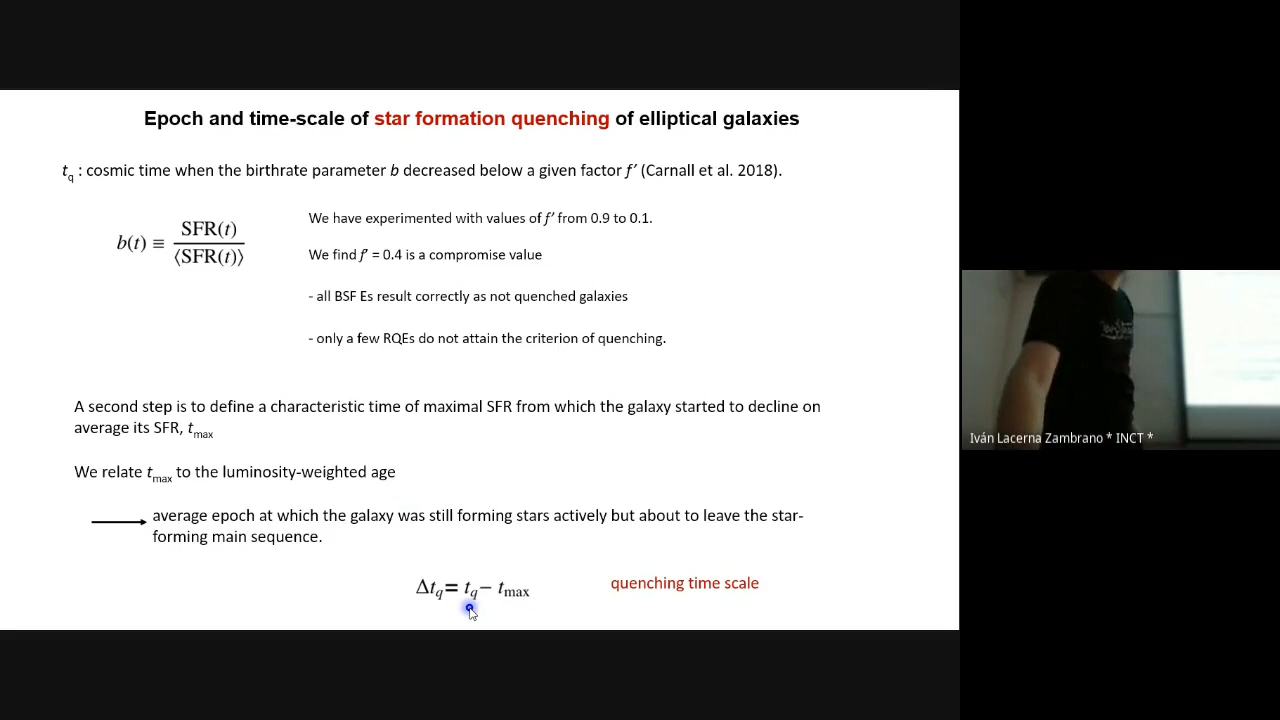 Epoch and time-scale of star formation quenching of elliptical galaxies
tq : cosmic time when the birthrate parameter b decreased below a given factor f′ (Carnall et al. 2018).
We have experimented with values of f′ from 0.9 to 0.1.
b(t) ≡ SFR(t) / ⟨SFR(t)⟩
We find f′ = 0.4 is a compromise value
- all BSF Es result correctly as not quenched galaxies
- only a few RQEs do not attain the criterion of quenching.
A second step is to define a characteristic time of maximal SFR from which the galaxy started to decline on
average its SFR, tmax
We relate tmax to the luminosity-weighted age
average epoch at which the galaxy was still forming stars actively but about to leave the star-
forming main sequence.
Δtq = tq − tmax
quenching time scale
Iván Lacerna Zambrano * INCT *